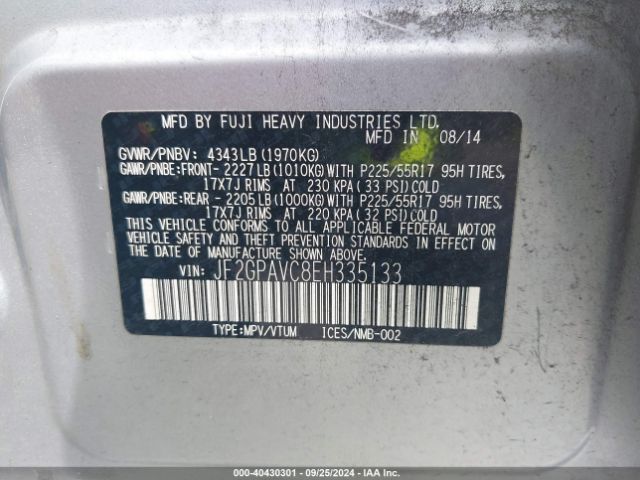 MFD BY FUJI HEAVY INDUSTRIES LTD.
MFD IN 08/14
GVWR/PNBV: 4343LB (1970KG)
GAWR/PNBE:FRONT- 2227LB (1010KG) WITH P225/55R17 95H TIRES,
17X7J RIMS AT 230 KPA (33 PSI) COLD
GAWR/PNBE:REAR - 2205LB (1000KG) WITH P225/55R17 95H TIRES,
17X7J RIMS AT 220 KPA (32 PSI) COLD
THIS VEHICLE CONFORMS TO ALL APPLICABLE FEDERAL MOTOR
VEHICLE SAFETY AND THEFT PREVENTION STANDARDS IN EFFECT
ON THE DATE OF MANUFACTURE SHOWN ABOVE.
VIN: JF2GPAVC8EH335133
TYPE:MPV/VTUM ICES/NMB-002
000-40430301 - 09/25/2024 - IAA Inc.